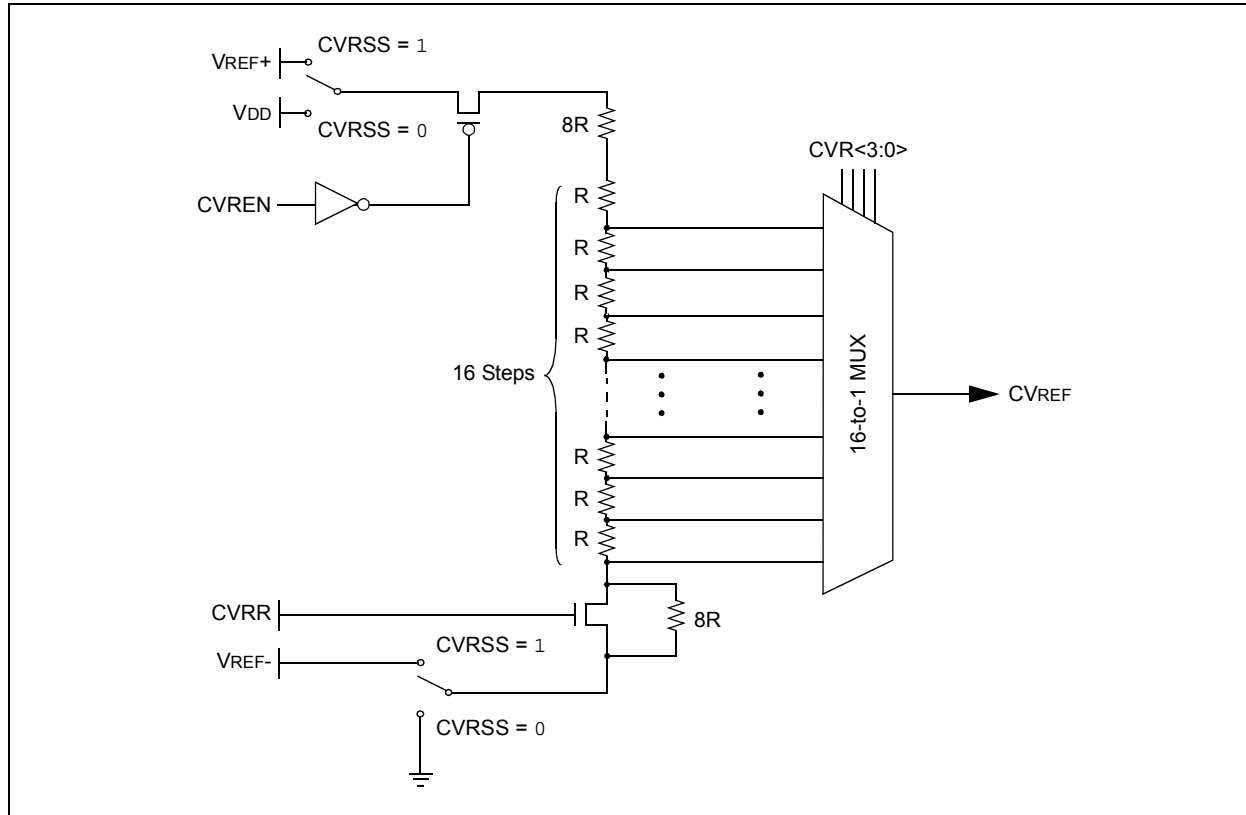 CVRSS = 1
VREF+
VDD
CVRSS = 0
8R
CVR<3:0>
CVREN
R
R
R
R
16 Steps
16-to-1 MUX
CVREF
R
R
R
CVRR
8R
CVRSS = 1
VREF-
CVRSS = 0